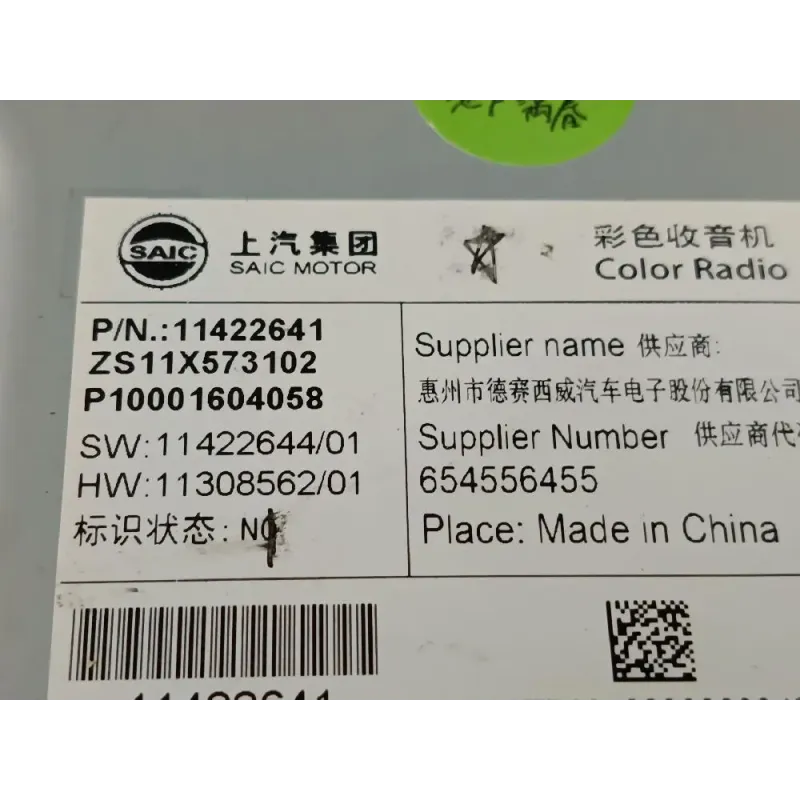 SAIC
上汽集团
SAIC MOTOR
彩色收音机
Color Radio
P/N.:11422641
ZS11X573102
P10001604058
SW:11422644/01
HW:11308562/01
标识状态:
Supplier name 供应商:
惠州市德赛西威汽车电子股份有限公司
Supplier Number 供应商代
654556455
Place: Made in China
11422641